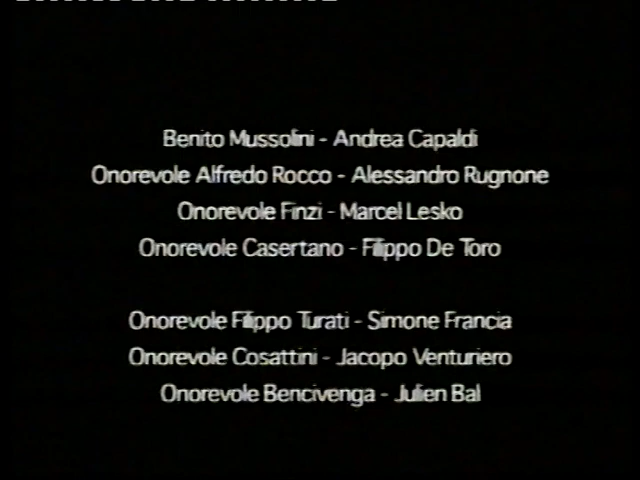 Benito Mussolini - Andrea Capaldi
Onorevole Alfredo Rocco - Alessandro Rugnone
Onorevole Finzi - Marcel Lesko
Onorevole Casertano - Filippo De Toro
Onorevole Filippo Turati - Simone Francia
Onorevole Cosattini - Jacopo Venturiero
Onorevole Bencivenga - Julien Bal